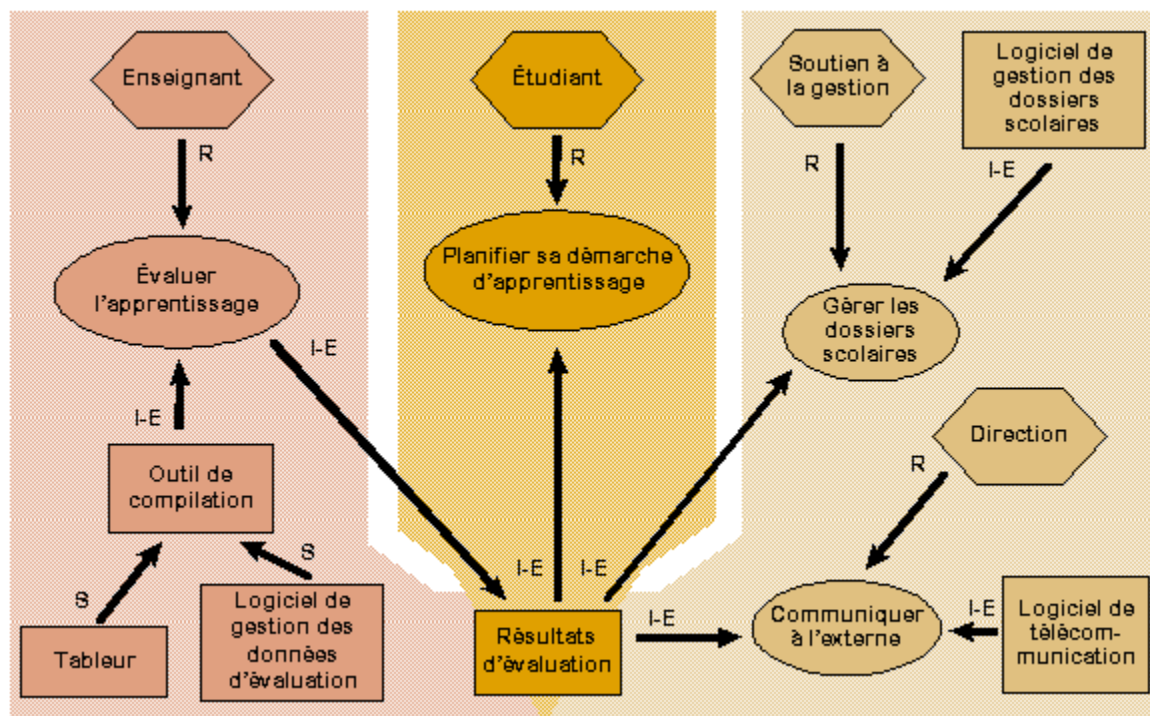 Enseignant
Étudiant
Soutien à
la gestion
Logiciel de
gestion des
dossiers
scolaires
R
R
R
I-E
Évaluer
l'apprentissage
Planifier sa démarche
d'apprentissage
Gérer les
dossiers
scolaires
I-E
I-E
Direction
R
Outil de
compilation
S
S
I-E
I-E
Tableur
Logiciel de
gestion des
données
d'évaluation
Résultats
d'évaluation
I-E
Communiquer
à l'externe
I-E
Logiciel de
télécom-
munication